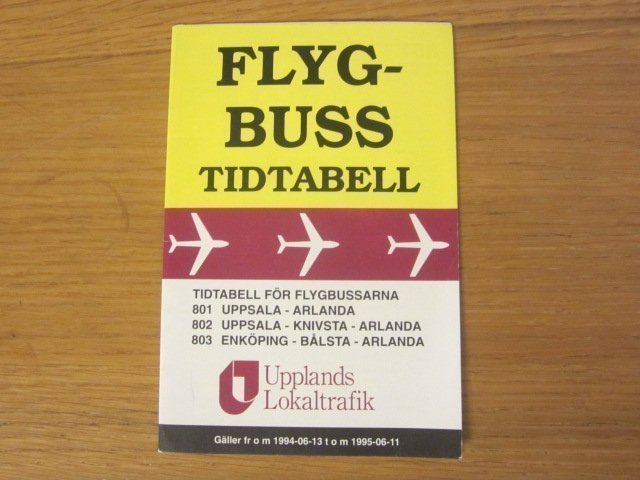 FLYG-
BUSS
TIDTABELL
TIDTABELL FÖR FLYGBUSSARNA
801 UPPSALA - ARLANDA
802 UPPSALA - KNIVSTA - ARLANDA
803 ENKÖPING - BÅLSTA - ARLANDA
Upplands
Lokaltrafik
Gäller fr o m 1994-06-13 t o m 1995-06-11